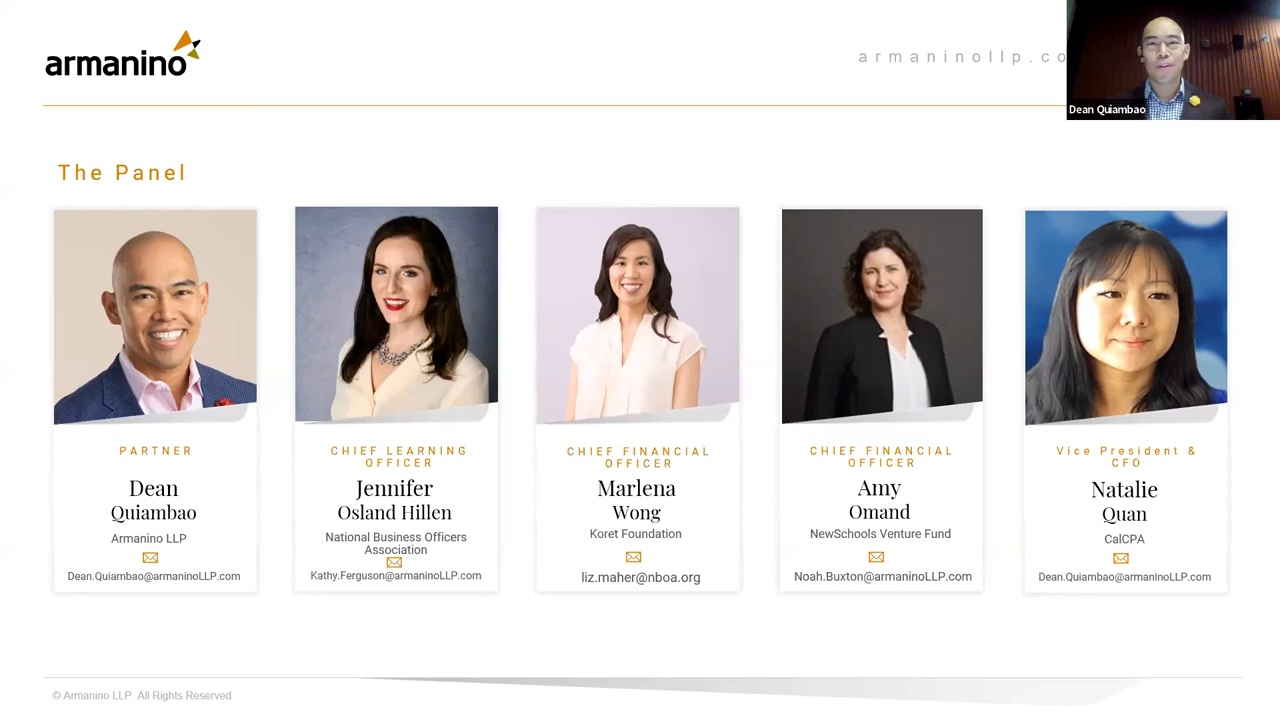 armanino
armaninollp.co
Dean Quiambao
The Panel
PARTNER
Dean
Quiambao
Armanino LLP
Dean.Quiambao@armaninoLLP.com
CHIEF LEARNING
OFFICER
Jennifer
Osland Hillen
National Business Officers
Association
Kathy.Ferguson@armaninoLLP.com
CHIEF FINANCIAL
OFFICER
Marlena
Wong
Koret Foundation
liz.maher@nboa.org
CHIEF FINANCIAL
OFFICER
Amy
Omand
NewSchools Venture Fund
Noah.Buxton@armaninoLLP.com
Vice President &
CFO
Natalie
Quan
CalCPA
Dean.Quiambao@armaninoLLP.com
© Armanino LLP All Rights Reserved